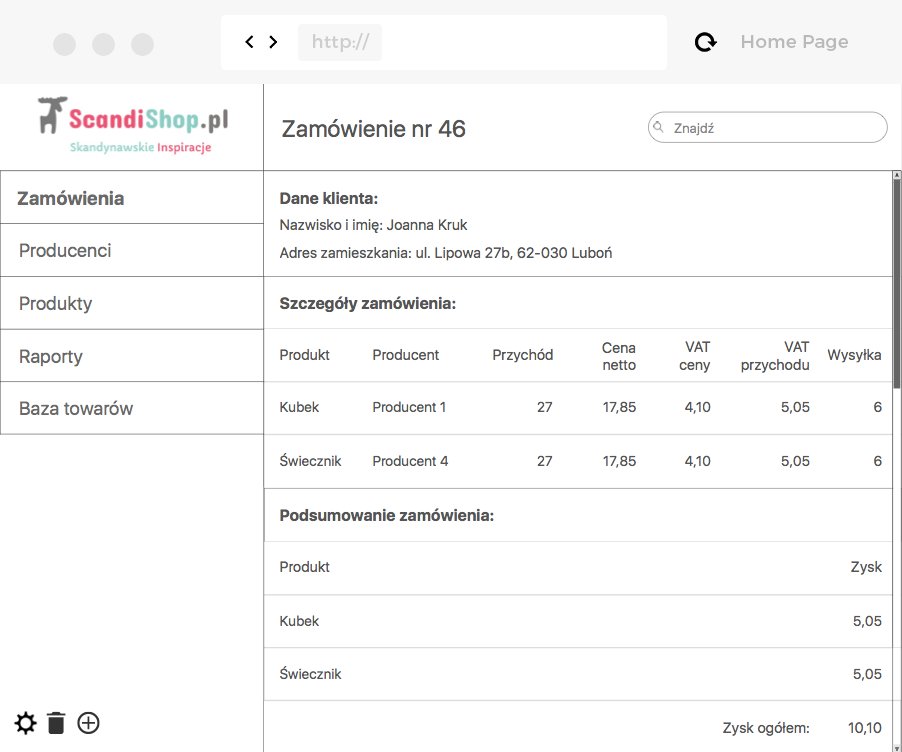 http://
Home Page
ScandiShop.pl
Skandynawskie Inspiracje
Zamówienie nr 46
Znajdź
Zamówienia
Producenci
Produkty
Raporty
Baza towarów
Dane klienta:
Nazwisko i imię: Joanna Kruk
Adres zamieszkania: ul. Lipowa 27b, 62-030 Luboń
Szczegóły zamówienia:
Produkt Producent Przychód Cena netto VAT ceny VAT przychodu Wysyłka
Kubek Producent 1 27 17,85 4,10 5,05 6
Świecznik Producent 4 27 17,85 4,10 5,05 6
Podsumowanie zamówienia:
Produkt Zysk
Kubek 5,05
Świecznik 5,05
Zysk ogółem: 10,10